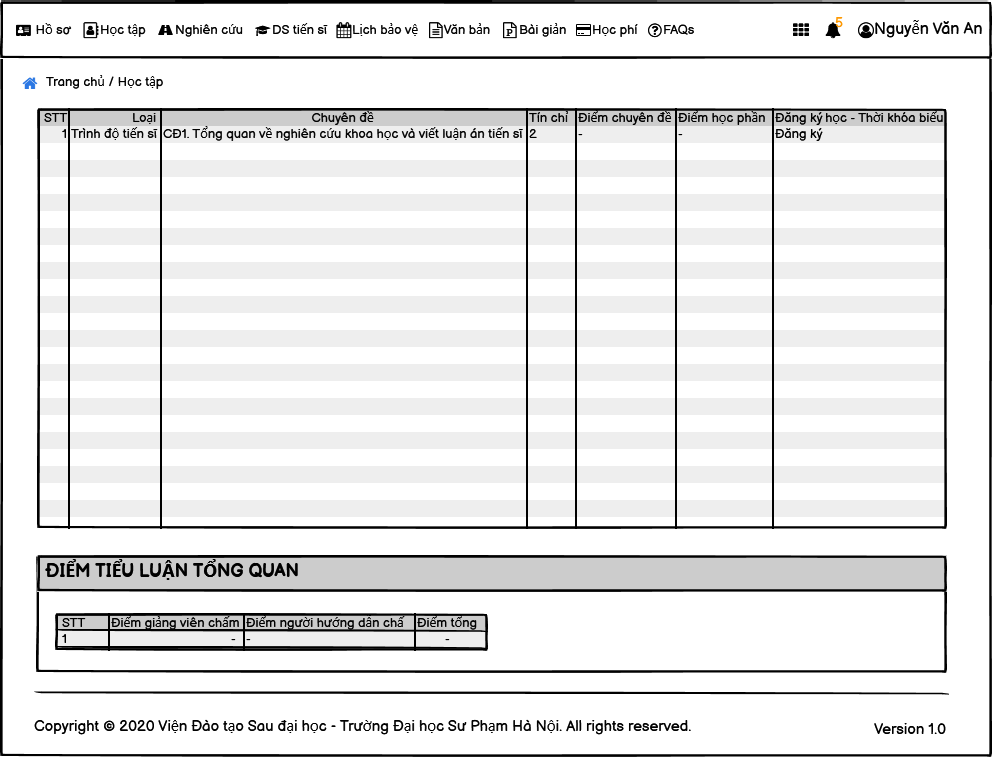 Hồ sơ Học tập Nghiên cứu DS tiến sĩ Lịch bảo vệ Văn bản Bài giản Học phí FAQs 5 Nguyễn Văn An
Trang chủ / Học tập
STT Loại Chuyên đề Tín chỉ Điểm chuyên đề Điểm học phần Đăng ký học - Thời khóa biểu
1 Trình độ tiến sĩ CĐ1. Tổng quan về nghiên cứu khoa học và viết luận án tiến sĩ 2 - - Đăng ký
ĐIỂM TIỂU LUẬN TỔNG QUAN
STT Điểm giảng viên chấm Điểm người hướng dẫn chấ Điểm tổng
1 - - -
Copyright © 2020 Viện Đào tạo Sau đại học - Trường Đại học Sư Phạm Hà Nội. All rights reserved.
Version 1.0